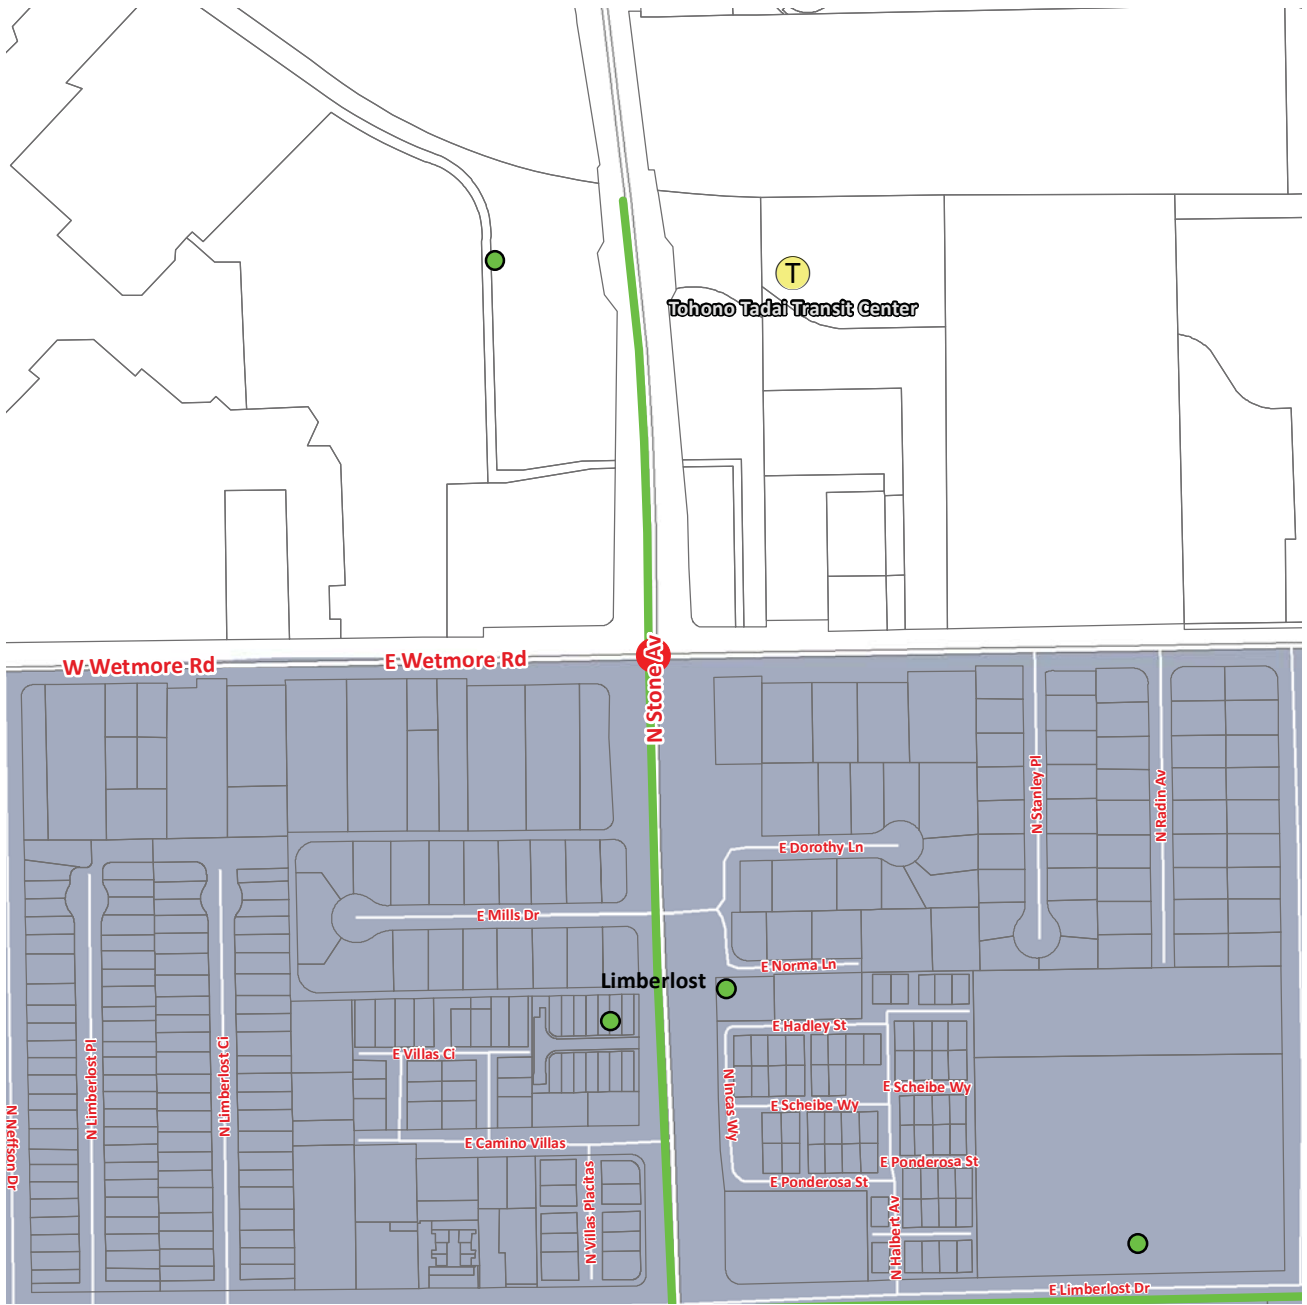 T
Tohono Tadai Transit Center
W Wetmore Rd
E Wetmore Rd
N Stone Av
N Stanley Pl
N Radin Av
E Dorothy Ln
E Mills Dr
E Norma Ln
Limberlost
E Hadley St
E Villas Ci
N Limberlost Pl
N Limberlost Ci
N Incas Wy
E Scheibe Wy
E Scheibe Wy
N Neffson Dr
E Camino Villas
E Ponderosa St
E Ponderosa St
N Villas Placitas
N Halbert Av
E Limberlost Dr